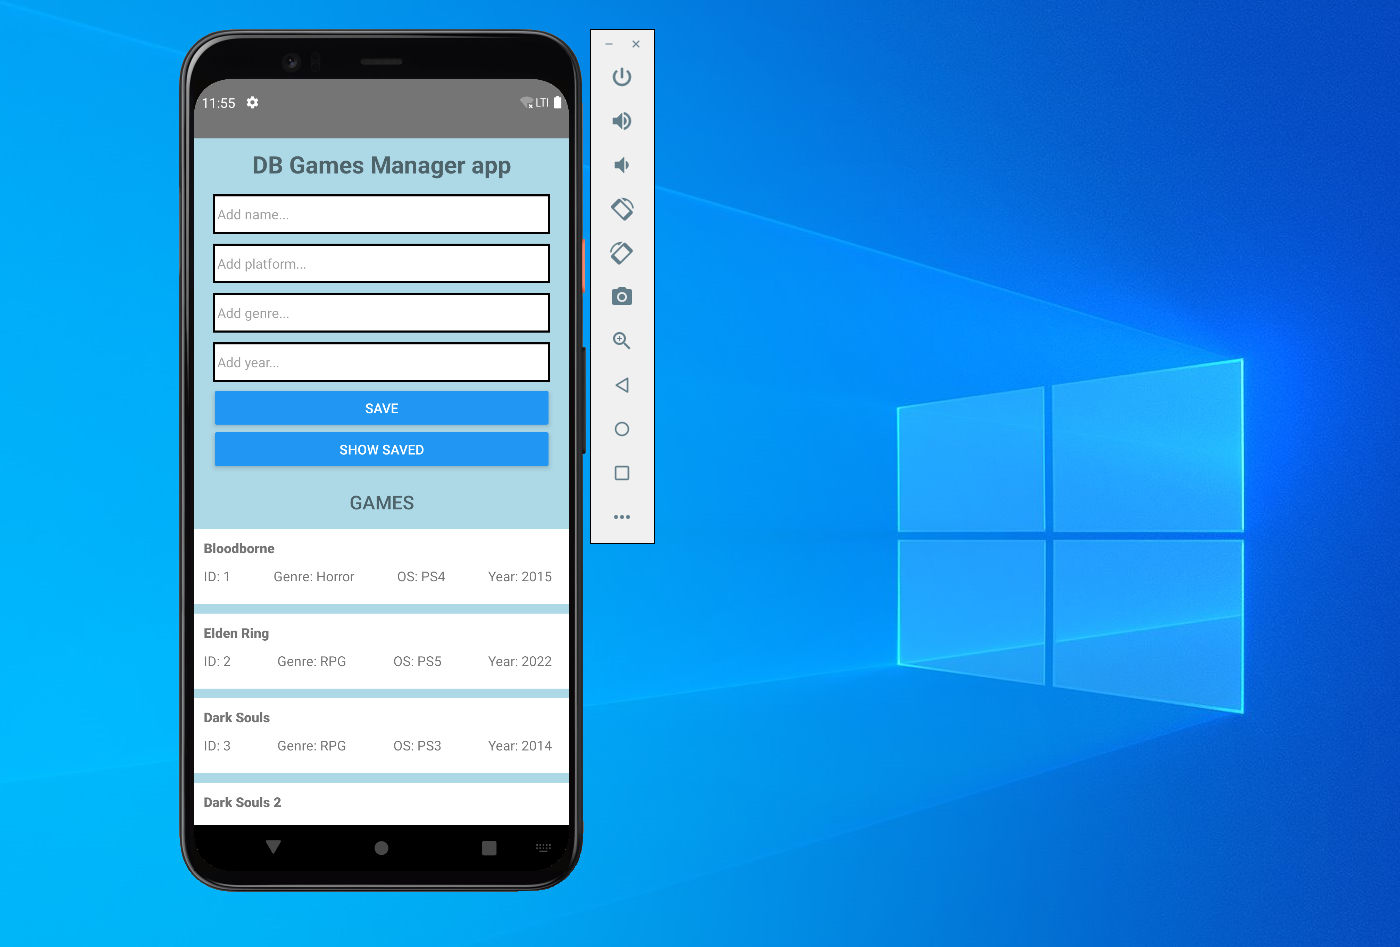 11:55 LTE
DB Games Manager app
Add name...
Add platform...
Add genre...
Add year...
SAVE
SHOW SAVED
GAMES
Bloodborne
ID: 1 Genre: Horror OS: PS4 Year: 2015
Elden Ring
ID: 2 Genre: RPG OS: PS5 Year: 2022
Dark Souls
ID: 3 Genre: RPG OS: PS3 Year: 2014
Dark Souls 2